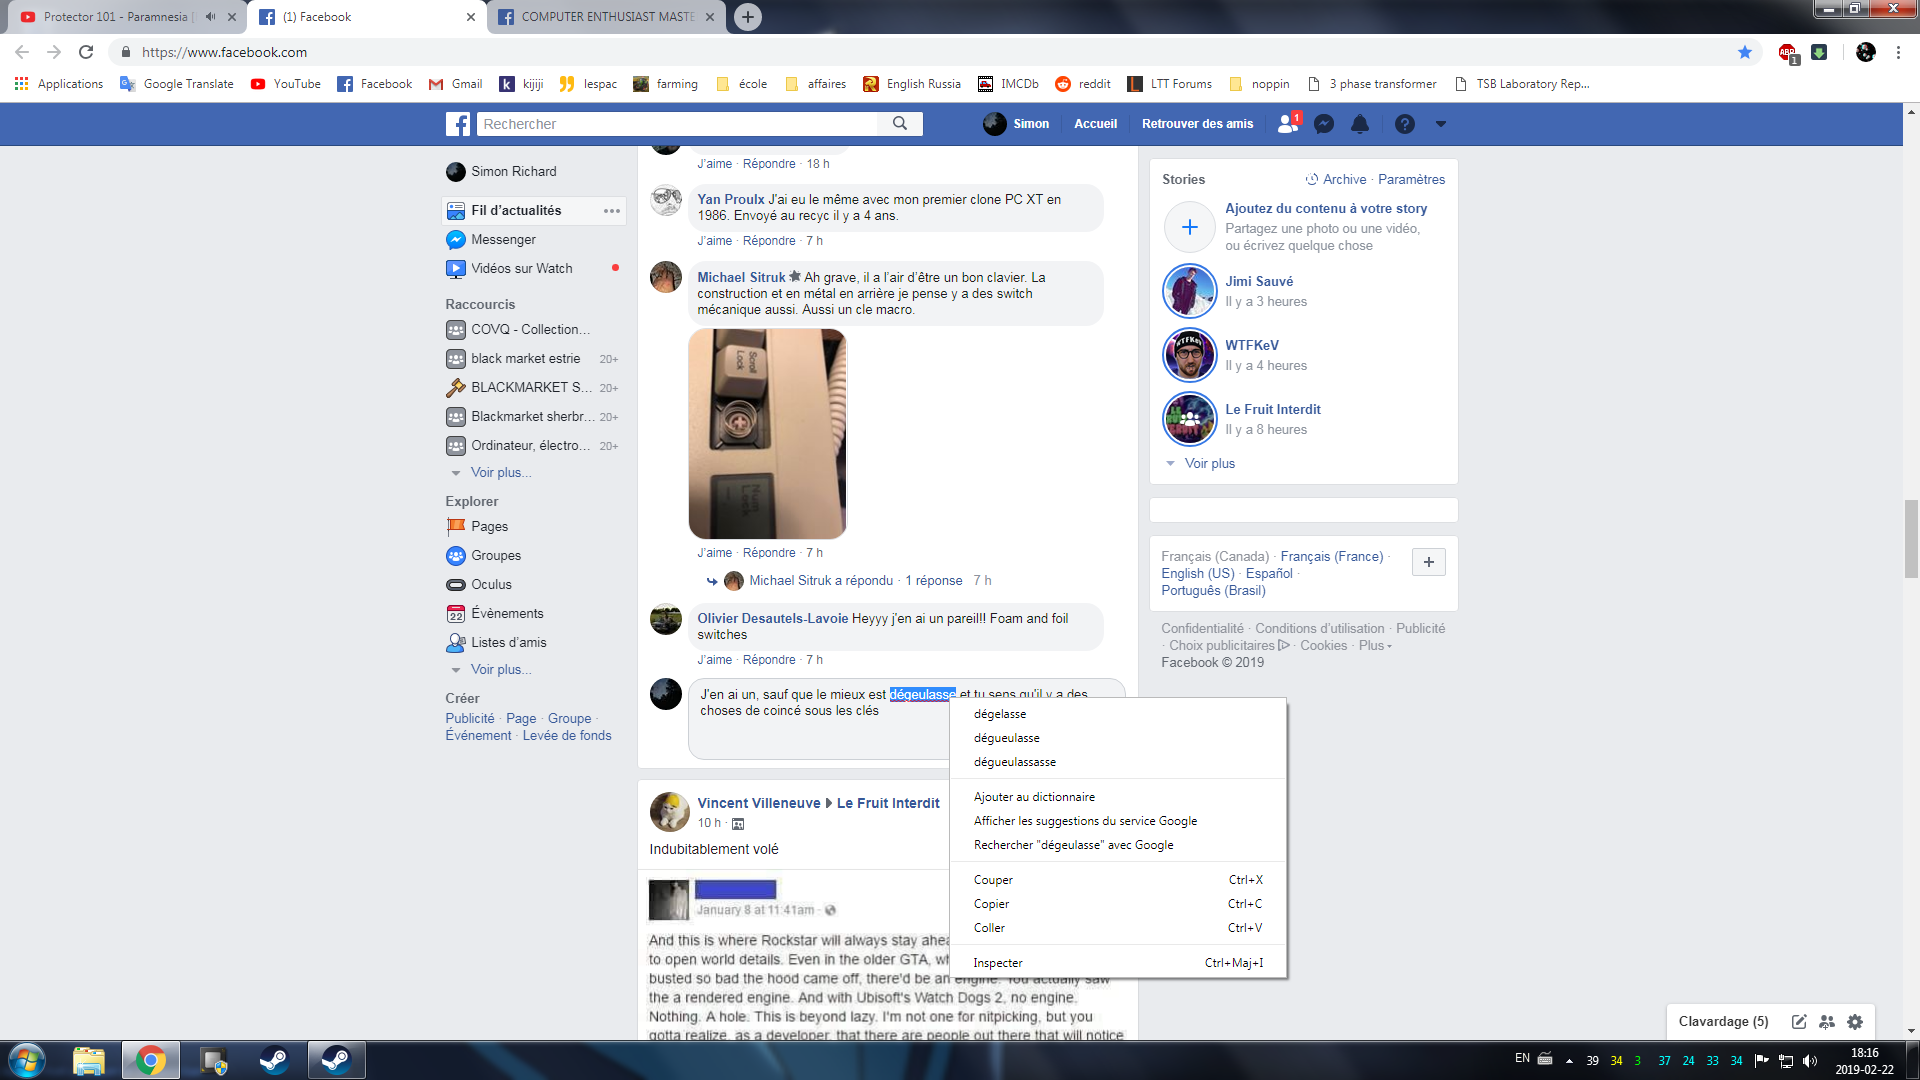 Protector 101 - Paramnesia [
(1) Facebook
COMPUTER ENTHUSIAST MASTE
https://www.facebook.com
ABP
1
Applications
Google Translate
YouTube
Facebook
Gmail
kijiji
lespac
farming
école
affaires
English Russia
IMCDb
reddit
LTT Forums
noppin
3 phase transformer
TSB Laboratory Rep...
Rechercher
Simon
Accueil
Retrouver des amis
1
Simon Richard
Fil d'actualités
Messenger
Vidéos sur Watch
Raccourcis
COVQ - Collection...
black market estrie 20+
BLACKMARKET S... 20+
Blackmarket sherbr... 20+
Ordinateur, électro... 20+
Voir plus...
Explorer
Pages
Groupes
Oculus
22 Évènements
Listes d'amis
Voir plus...
Créer
Publicité · Page · Groupe ·
Événement · Levée de fonds
J'aime · Répondre · 18 h
Yan Proulx J'ai eu le même avec mon premier clone PC XT en
1986. Envoyé au recyc il y a 4 ans.
J'aime · Répondre · 7 h
Michael Sitruk Ah grave, il a l'air d'être un bon clavier. La
construction et en métal en arrière je pense y a des switch
mécanique aussi. Aussi un cle macro.
Scroll
Lock
Num
Lock
J'aime · Répondre · 7 h
Michael Sitruk a répondu · 1 réponse 7 h
Olivier Desautels-Lavoie Heyyy j'en ai un pareil!! Foam and foil
switches
J'aime · Répondre · 7 h
J'en ai un, sauf que le mieux est dégeulasse et tu sens qu'il y a des
choses de coincé sous les clés
dégelasse
dégueulasse
dégueulassasse
Ajouter au dictionnaire
Afficher les suggestions du service Google
Rechercher "dégeulasse" avec Google
Couper Ctrl+X
Copier Ctrl+C
Coller Ctrl+V
Inspecter Ctrl+Maj+I
Vincent Villeneuve Le Fruit Interdit
10 h ·
Indubitablement volé
January 8 at 11:41am ·
And this is where Rockstar will always stay ahea
to open world details. Even in the older GTA, wh
busted so bad the hood came off, there'd be an engine. You actually saw
the a rendered engine. And with Ubisoft's Watch Dogs 2, no engine.
Nothing. A hole. This is beyond lazy. I'm not one for nitpicking, but you
gotta realize, as a developer, that there are people out there that will notice
Stories
Archive · Paramètres
Ajoutez du contenu à votre story
Partagez une photo ou une vidéo,
ou écrivez quelque chose
Jimi Sauvé
Il y a 3 heures
WTFKeV
Il y a 4 heures
Le Fruit Interdit
Il y a 8 heures
Voir plus
Français (Canada) · Français (France) ·
English (US) · Español ·
Português (Brasil)
Confidentialité · Conditions d'utilisation · Publicité
· Choix publicitaires · Cookies · Plus
Facebook © 2019
Clavardage (5)
EN
39 34 3 37 24 33 34
18:16
2019-02-22